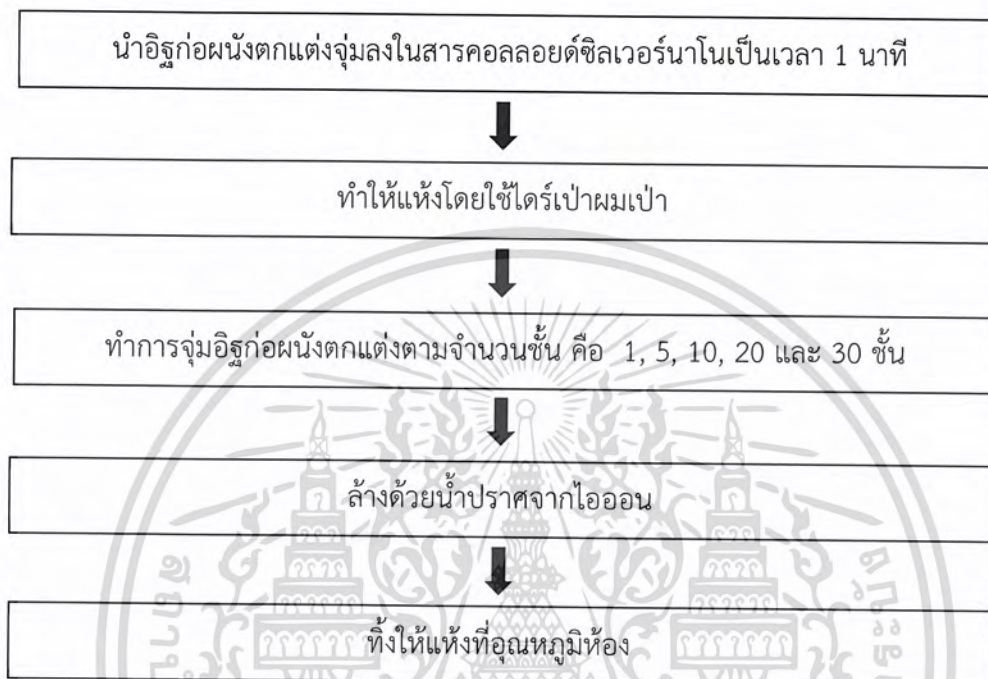 นำอิฐก่อผนังตกแต่งจุ่มลงในสารคอลลอยด์ซิลเวอร์นาโนเป็นเวลา 1 นาที
ทำให้แห้งโดยใช้ไดร์เป่าผมเป่า
ทำการจุ่มอิฐก่อผนังตกแต่งตามจำนวนชั้น คือ 1, 5, 10, 20 และ 30 ชั้น
ล้างด้วยน้ำปราศจากไอออน
ทิ้งให้แห้งที่อุณหภูมิห้อง